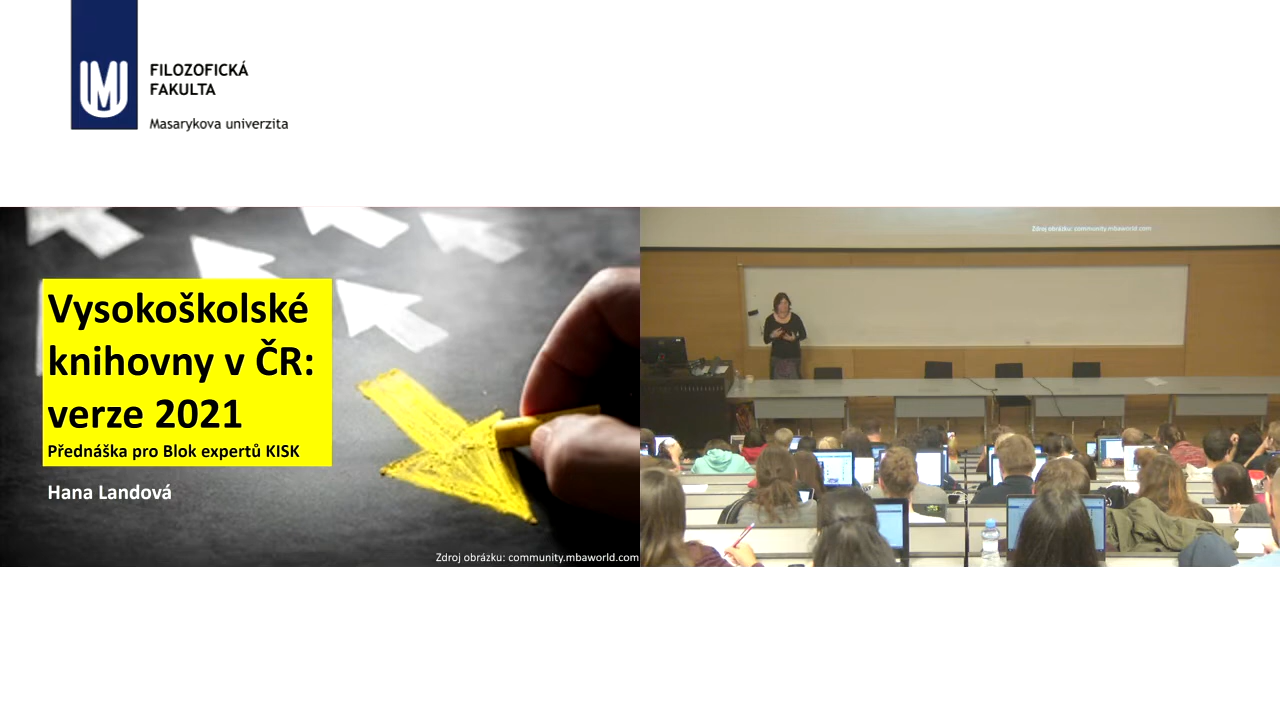 FILOZOFICKÁ
FAKULTA
Masarykova univerzita
Vysokoškolské
knihovny v ČR:
verze 2021
Přednáška pro Blok expertů KISK
Hana Landová
Zdroj obrázku: community.mbaworld.com
Zdroj obrázku: community.mbaworld.com